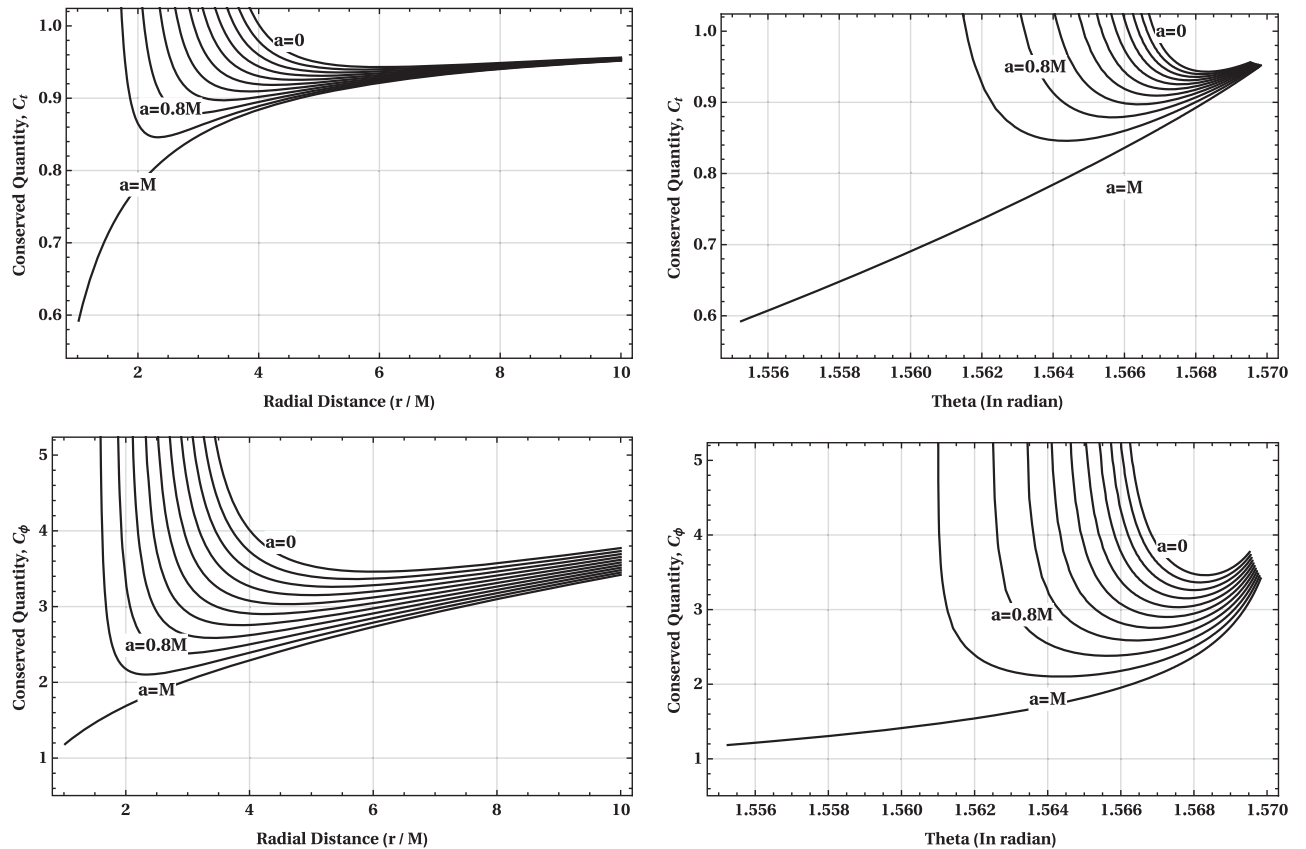 1.0
0.9
0.8
0.7
0.6
Conserved Quantity, C_t
a=0
a=0.8M
a=M
2 4 6 8 10
Radial Distance (r / M)
1.0
0.9
0.8
0.7
0.6
Conserved Quantity, C_t
a=0
a=0.8M
a=M
1.556 1.558 1.560 1.562 1.564 1.566 1.568 1.570
Theta (In radian)
5
4
3
2
1
Conserved Quantity, C_ϕ
a=0
a=0.8M
a=M
2 4 6 8 10
Radial Distance (r / M)
5
4
3
2
1
Conserved Quantity, C_ϕ
a=0
a=0.8M
a=M
1.556 1.558 1.560 1.562 1.564 1.566 1.568 1.570
Theta (In radian)